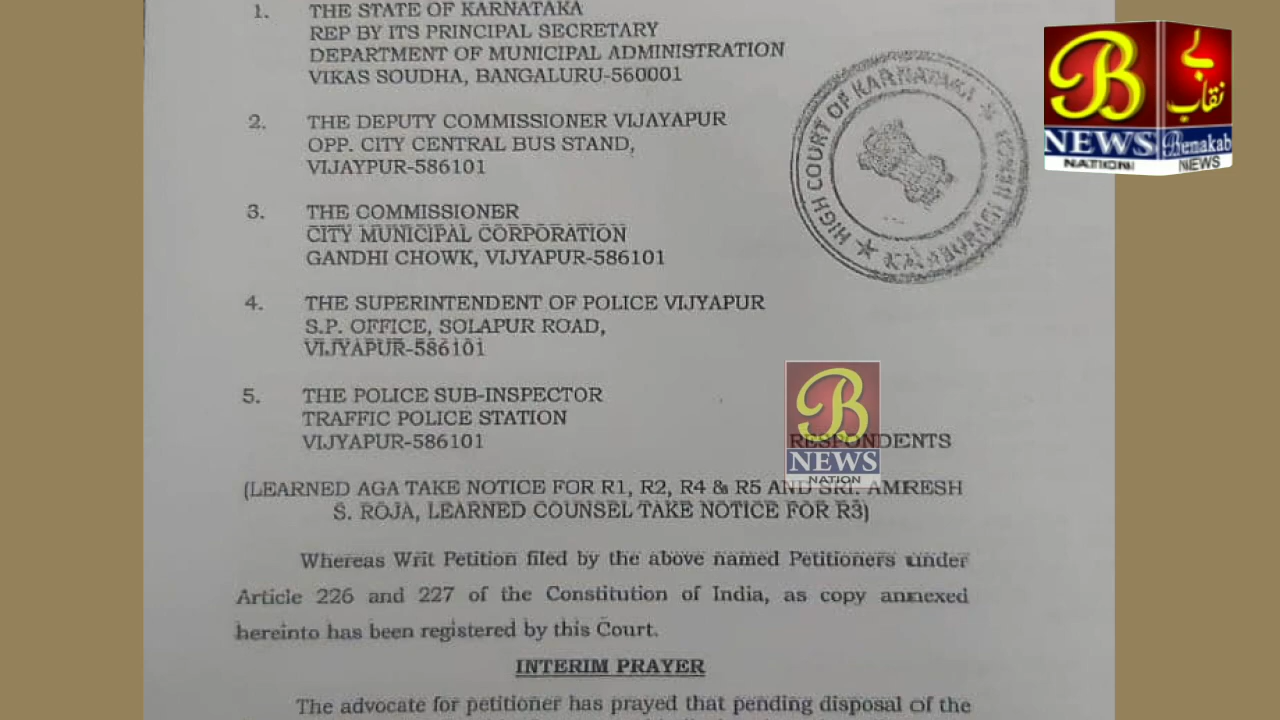 1. THE STATE OF KARNATAKA
REP BY ITS PRINCIPAL SECRETARY
DEPARTMENT OF MUNICIPAL ADMINISTRATION
VIKAS SOUDHA, BANGALURU-560001
2. THE DEPUTY COMMISSIONER VIJAYAPUR
OPP. CITY CENTRAL BUS STAND,
VIJAYPUR-586101
3. THE COMMISSIONER
CITY MUNICIPAL CORPORATION
GANDHI CHOWK, VIJYAPUR-586101
4. THE SUPERINTENDENT OF POLICE VIJYAPUR
S.P. OFFICE, SOLAPUR ROAD,
VIJYAPUR-586101
5. THE POLICE SUB-INSPECTOR
TRAFFIC POLICE STATION
VIJYAPUR-586101 RESPONDENTS
(LEARNED AGA TAKE NOTICE FOR R1, R2, R4 & R5 AND SRI. AMRESH
S. ROJA, LEARNED COUNSEL TAKE NOTICE FOR R3)
Whereas Writ Petition filed by the above named Petitioners under
Article 226 and 227 of the Constitution of India, as copy annexed
hereinto has been registered by this Court.
INTERIM PRAYER
The advocate for petitioner has prayed that pending disposal of the
HIGH COURT OF KARNATAKA
KALABURAGI BENCH
B
NEWS
NATION
بے
نقاب
Benakab
NEWS
B
NEWS
NATION